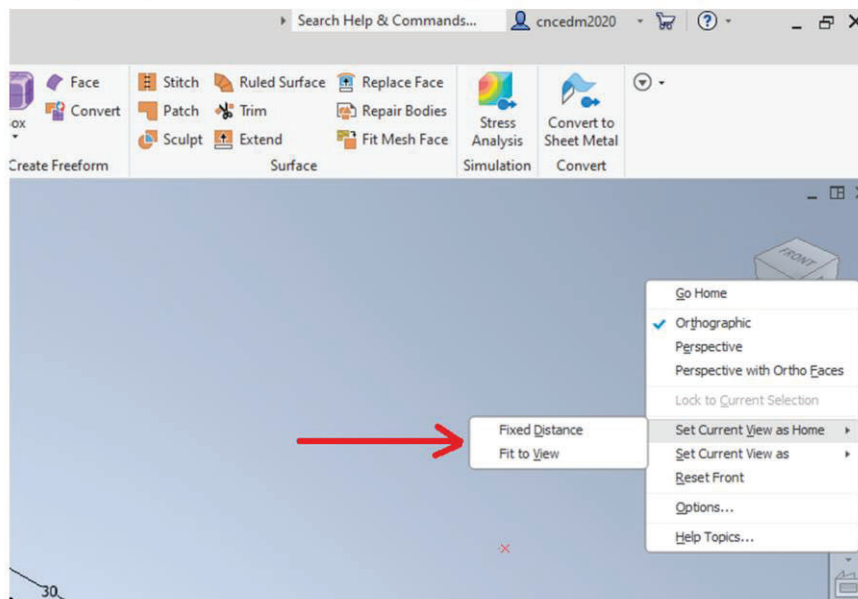 Search Help & Commands...
cncedm2020
Face
Convert
ox
Create Freeform
Stitch
Ruled Surface
Replace Face
Patch
Trim
Repair Bodies
Sculpt
Extend
Fit Mesh Face
Surface
Stress
Analysis
Simulation
Convert to
Sheet Metal
Convert
FRONT
Go Home
Orthographic
Perspective
Perspective with Ortho Faces
Lock to Current Selection
Set Current View as Home
Set Current View as
Reset Front
Options...
Help Topics...
Fixed Distance
Fit to View
30